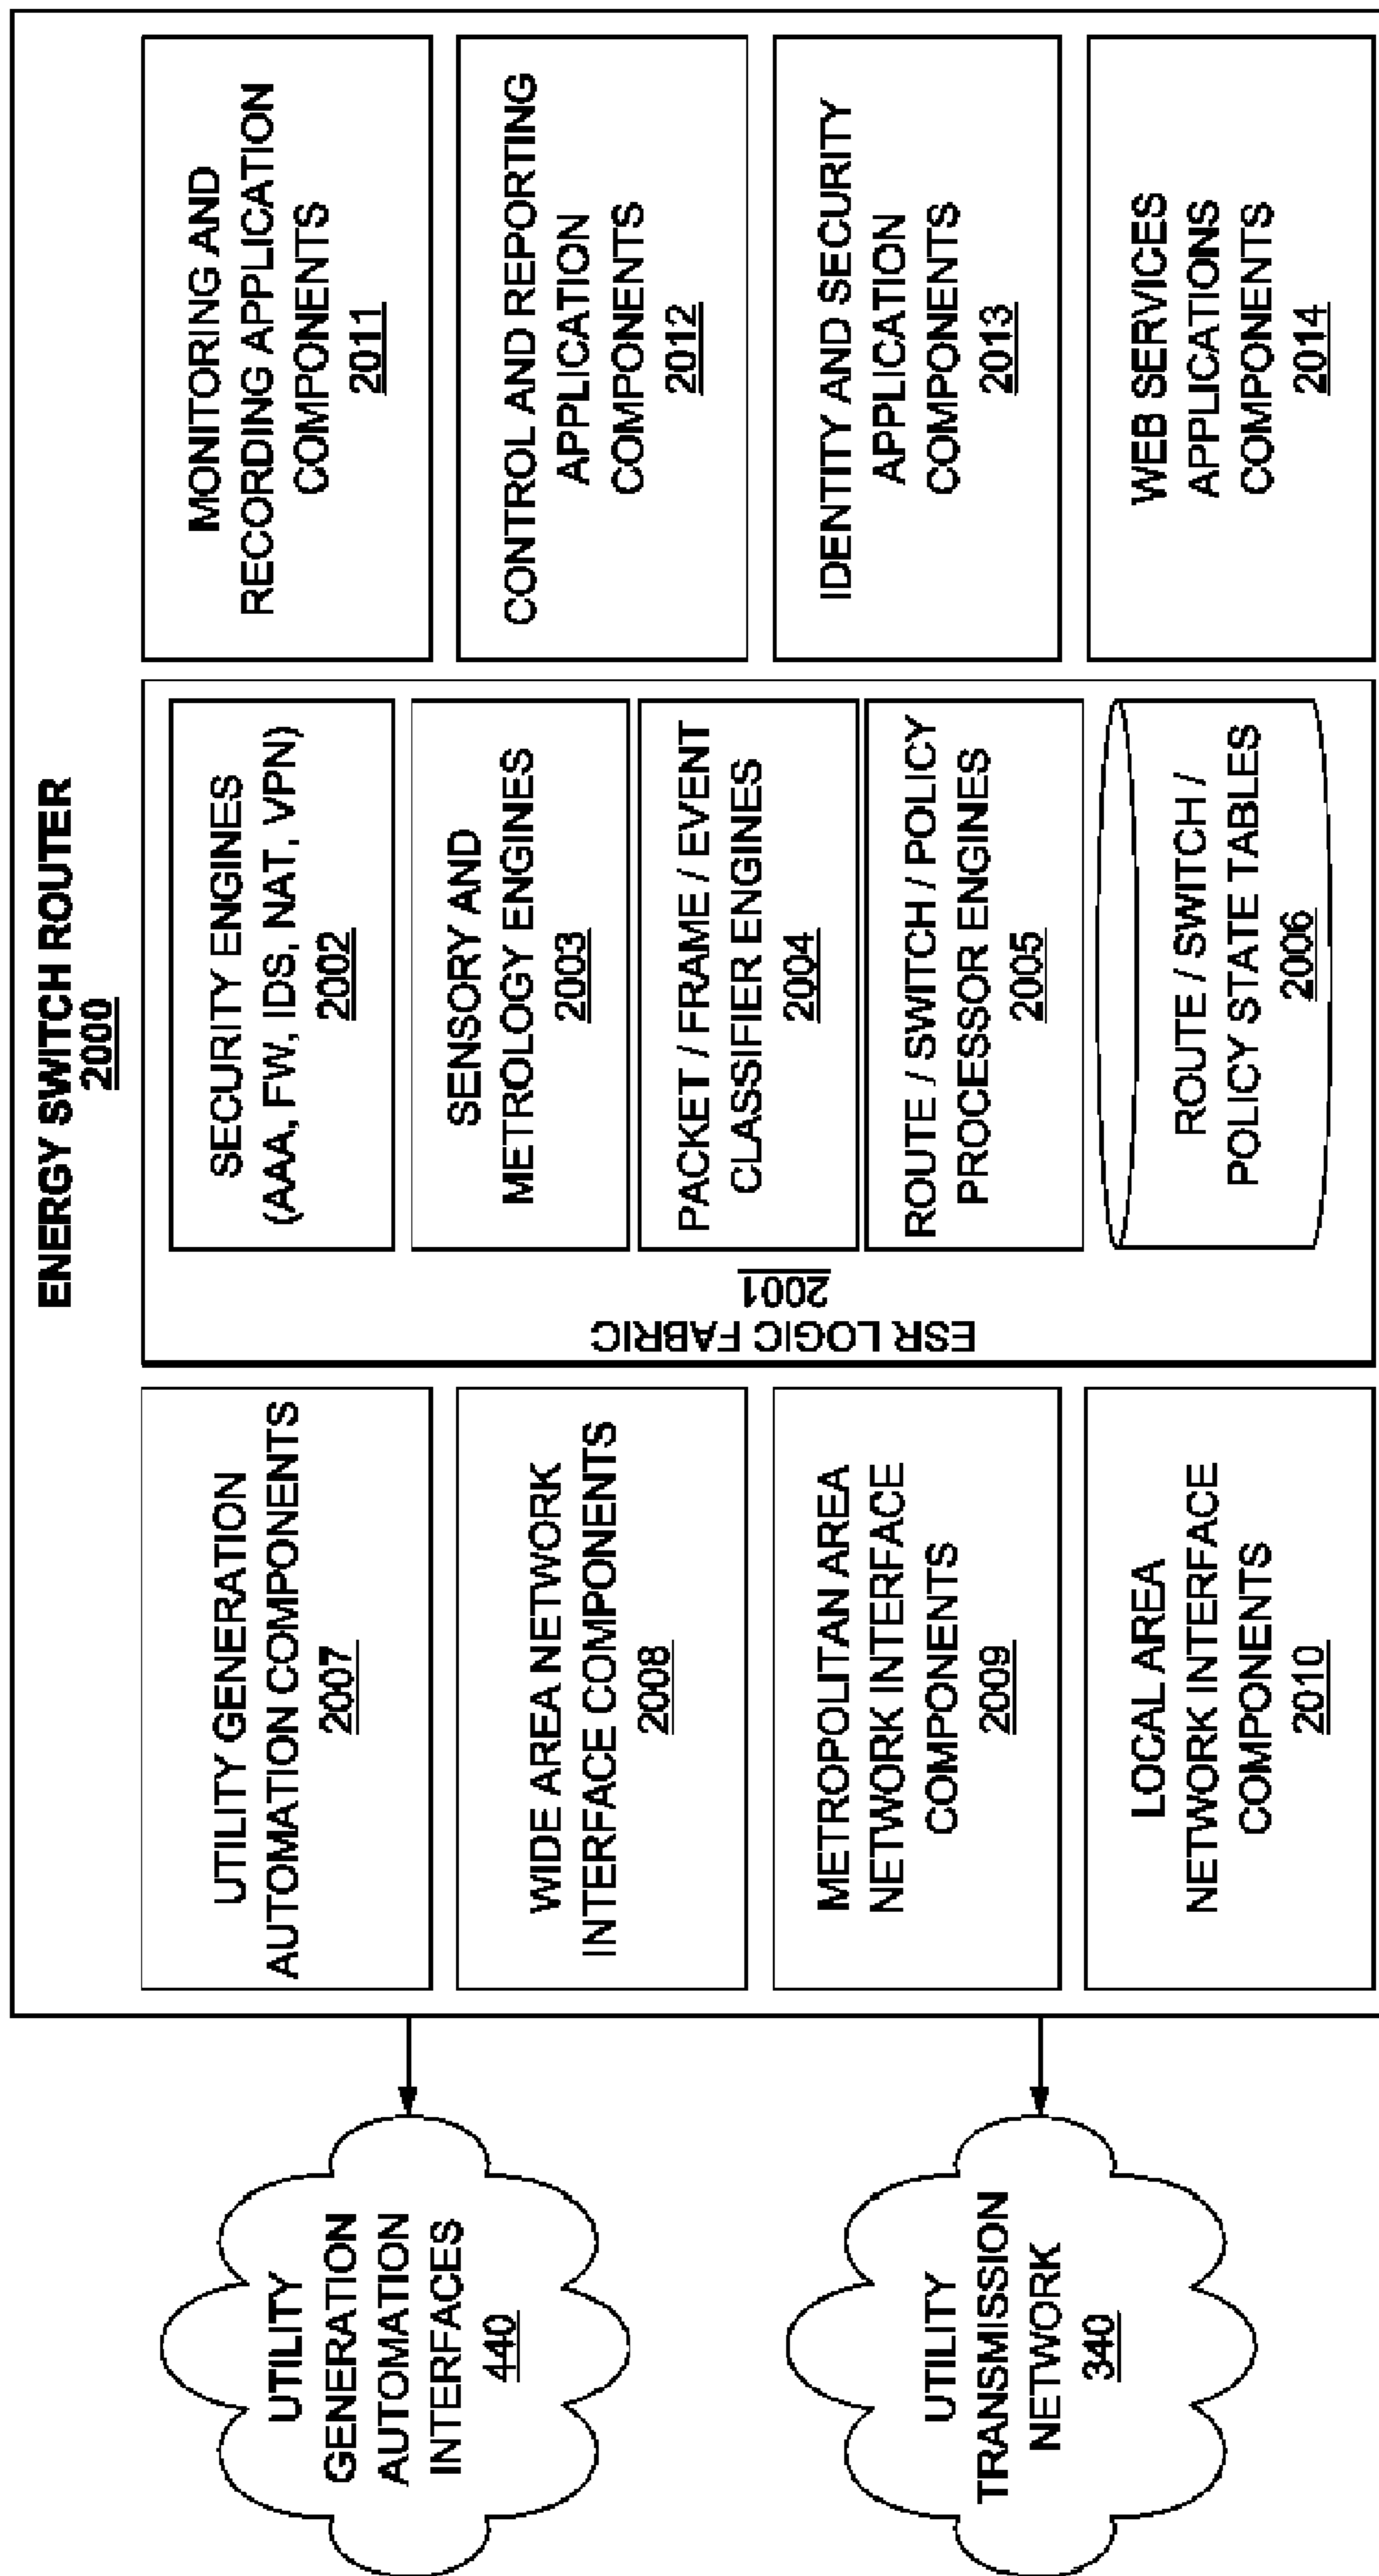 ENERGY SWITCH ROUTER
2000
UTILITY
GENERATION
AUTOMATION
INTERFACES
440
UTILITY
TRANSMISSION
NETWORK
340
UTILITY GENERATION
AUTOMATION COMPONENTS
2007
WIDE AREA NETWORK
INTERFACE COMPONENTS
2008
METROPOLITAN AREA
NETWORK INTERFACE
COMPONENTS
2009
LOCAL AREA
NETWORK INTERFACE
COMPONENTS
2010
ESR LOGIC FABRIC
2001
SECURITY ENGINES
(AAA, FW, IDS, NAT, VPN)
2002
SENSORY AND
METROLOGY ENGINES
2003
PACKET / FRAME / EVENT
CLASSIFIER ENGINES
2004
ROUTE / SWITCH / POLICY
PROCESSOR ENGINES
2005
ROUTE / SWITCH /
POLICY STATE TABLES
2006
MONITORING AND
RECORDING APPLICATION
COMPONENTS
2011
CONTROL AND REPORTING
APPLICATION
COMPONENTS
2012
IDENTITY AND SECURITY
APPLICATION
COMPONENTS
2013
WEB SERVICES
APPLICATIONS
COMPONENTS
2014